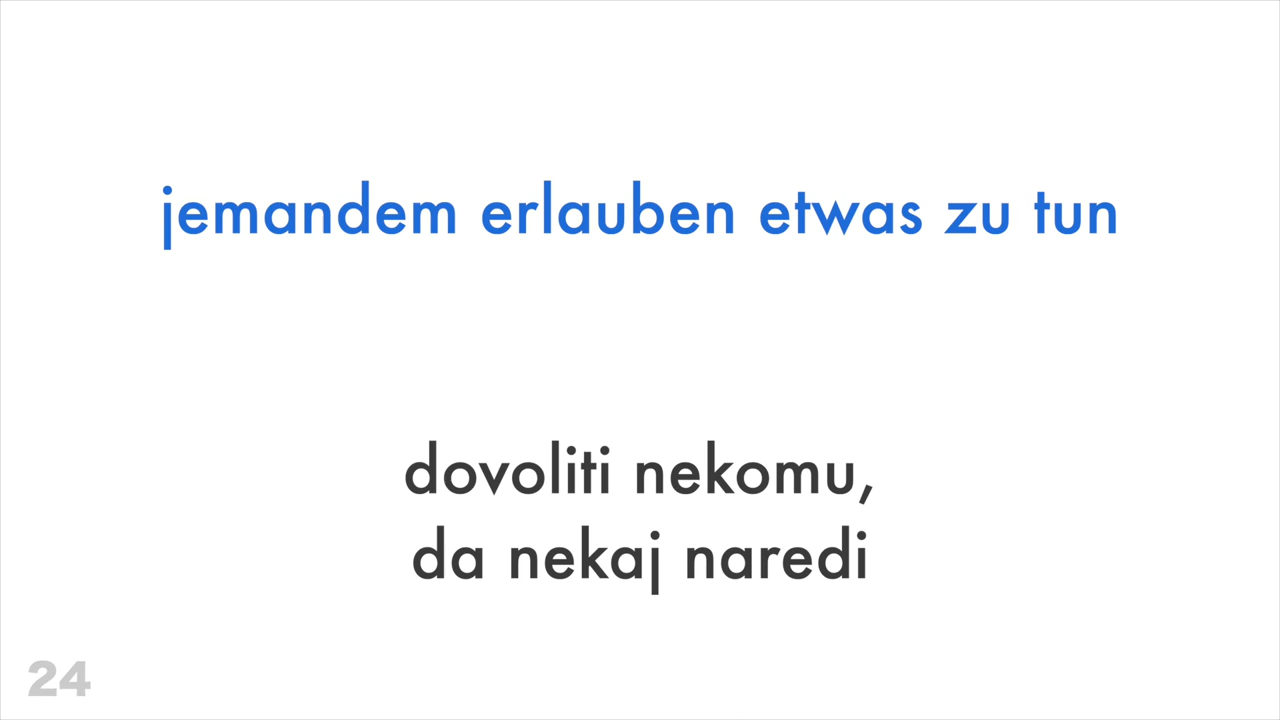 jemandem erlauben etwas zu tun
dovoliti nekomu,
da nekaj naredi
24